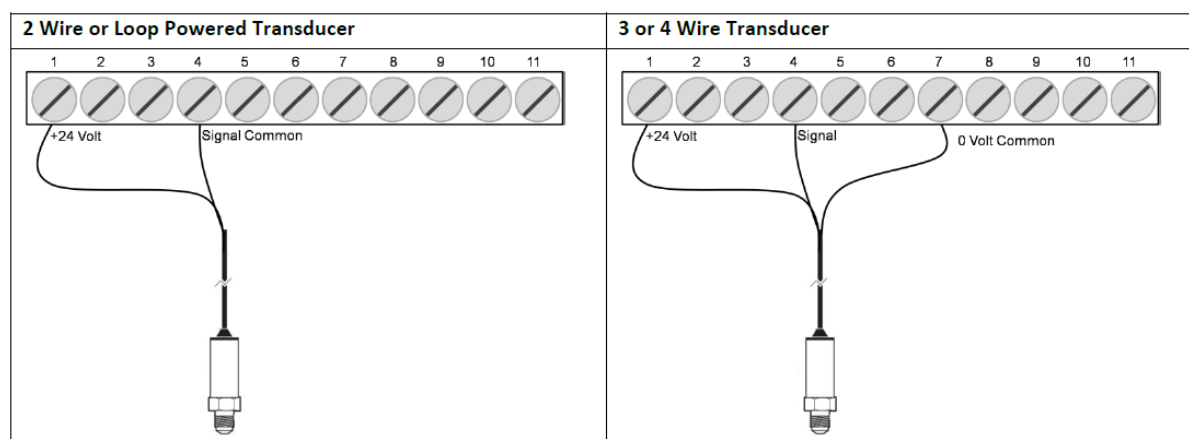 2 Wire or Loop Powered Transducer
1 2 3 4 5 6 7 8 9 10 11
+24 Volt
Signal Common
3 or 4 Wire Transducer
1 2 3 4 5 6 7 8 9 10 11
+24 Volt
Signal
0 Volt Common